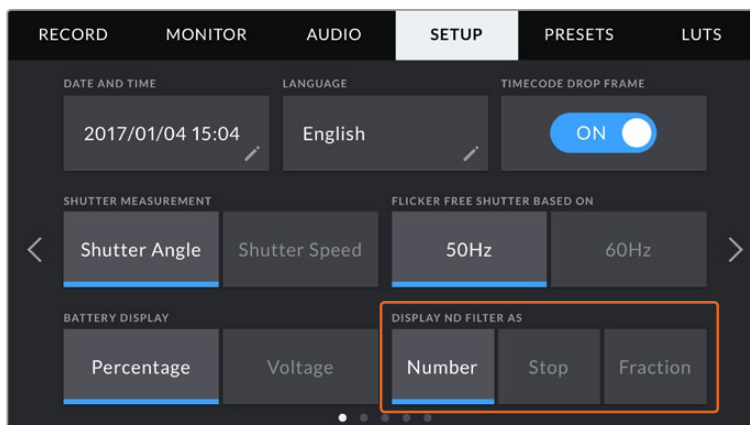 RECORD MONITOR AUDIO SETUP PRESETS LUTS
DATE AND TIME LANGUAGE TIMECODE DROP FRAME
2017/01/04 15:04 English ON
SHUTTER MEASUREMENT FLICKER FREE SHUTTER BASED ON
Shutter Angle Shutter Speed 50Hz 60Hz
BATTERY DISPLAY DISPLAY ND FILTER AS
Percentage Voltage Number Stop Fraction